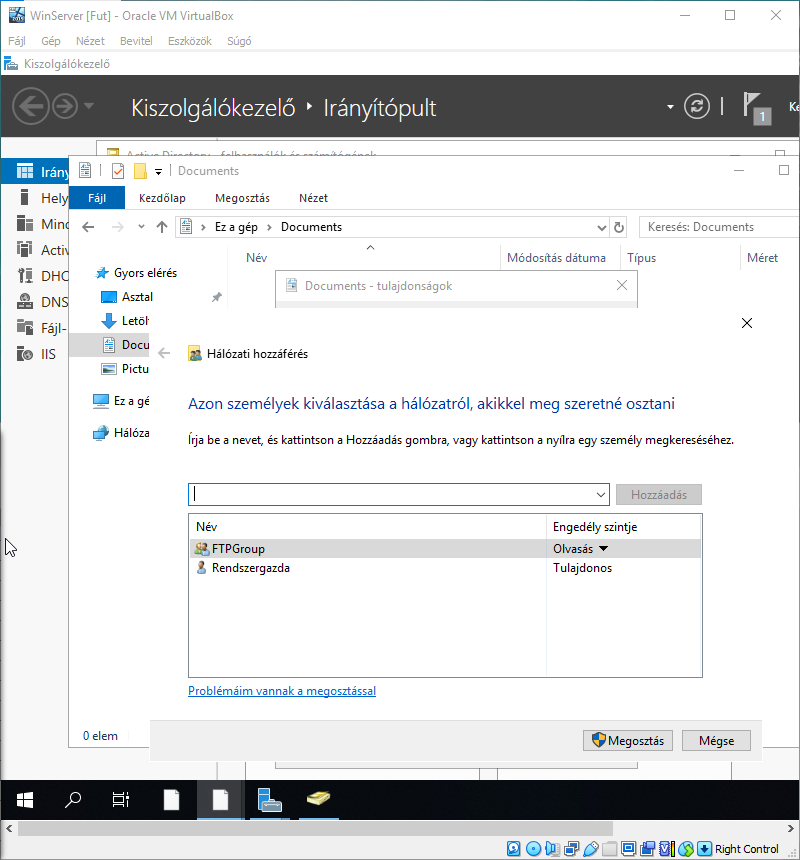 WinServer [Fut] - Oracle VM VirtualBox
Fájl Gép Nézet Bevitel Eszközök Súgó
Kiszolgálókezelő
Kiszolgálókezelő Irányítópult
1
Documents
Fájl Kezdőlap Megosztás Nézet
Ez a gép Documents
Keresés: Documents
Név Módosítás dátuma Típus Méret
Gyors elérés
Asztal
Documents - tulajdonságok
Ez a gé
Hálózati hozzáférés
Azon személyek kiválasztása a hálózatról, akikkel meg szeretné osztani
Írja be a nevet, és kattintson a Hozzáadás gombra, vagy kattintson a nyílra egy személy megkereséséhez.
Hozzáadás
Név Engedély szintje
FTPGroup Olvasás
Rendszergazda Tulajdonos
Problémáim vannak a megosztással
Megosztás Mégse
0 elem
Irány
Hely
Mind
Activ
DHC
DNS
Fájl-
IIS
Letöl
Docu
Pictu
Hálóza
Right Control